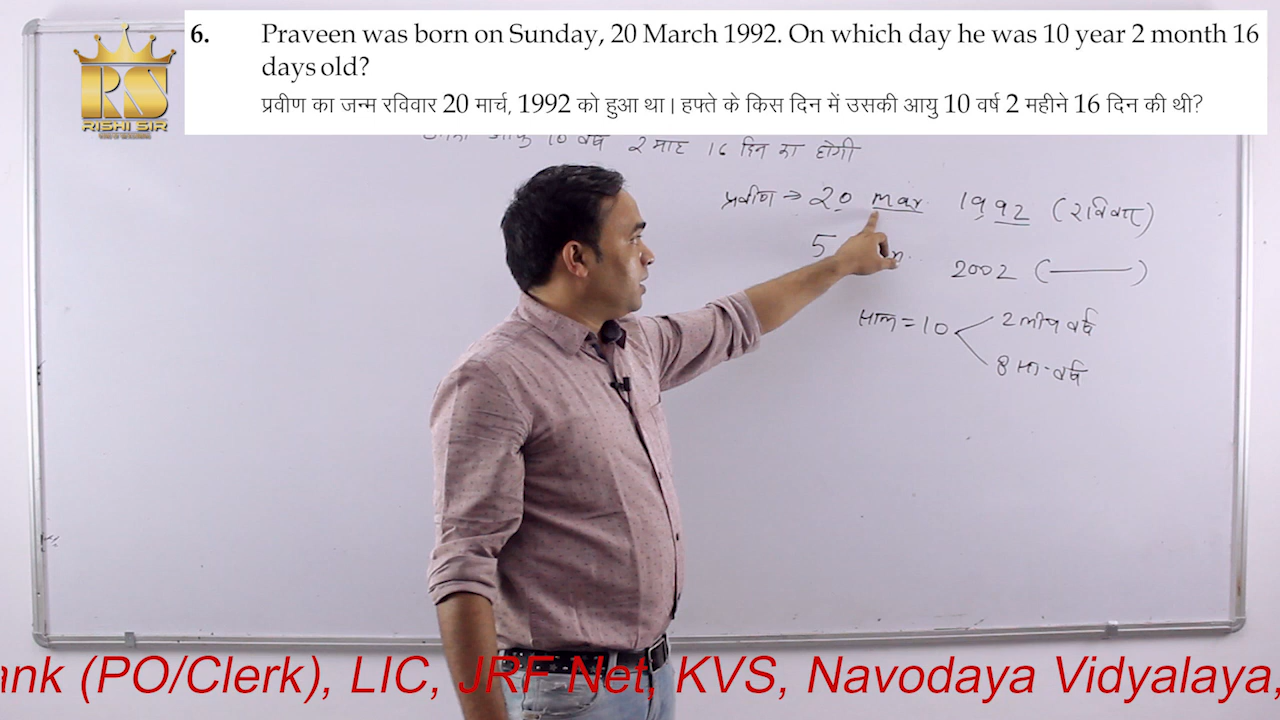 6. Praveen was born on Sunday, 20 March 1992. On which day he was 10 year 2 month 16
days old?
प्रवीण का जन्म रविवार 20 मार्च, 1992 को हुआ था। हफ्ते के किस दिन में उसकी आयु 10 वर्ष 2 महीने 16 दिन की थी?
RS
RISHI SIR
आयु 10 वर्ष 2 माह 16 दिन का होगी
प्रवीण → 20 mar 1992 (रविवार)
5 2002 ( )
साल = 10
2 लीप वर्ष
8 सा. वर्ष
ank (PO/Clerk), LIC, JRF Net, KVS, Navodaya Vidyalaya,